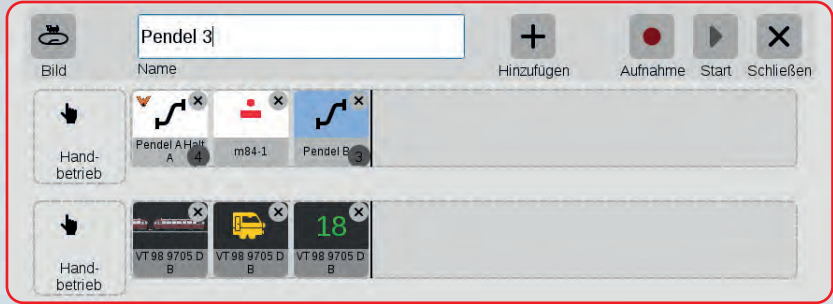 Pendel 3
Bild
Name
Hinzufügen
Aufnahme
Start
Schließen
Hand-
betrieb
Pendel A Halt
A
4
m84-1
Pendel B
3
Hand-
betrieb
VT 98 9705 D
B
VT 98 9705 D
B
18
VT 98 9705 D
B